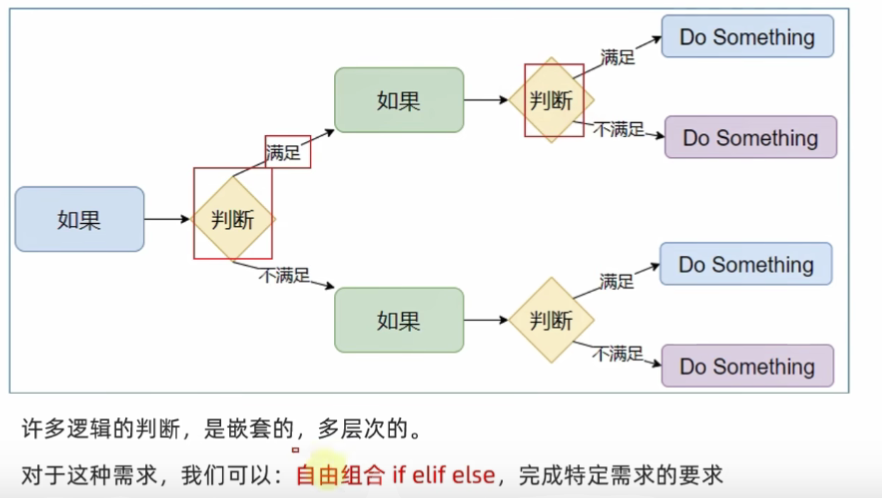 如果
判断
满足
如果
判断
满足
Do Something
不满足
Do Something
不满足
如果
判断
满足
Do Something
不满足
Do Something
许多逻辑的判断，是嵌套的，多层次的。
对于这种需求，我们可以：自由组合 if elif else，完成特定需求的要求